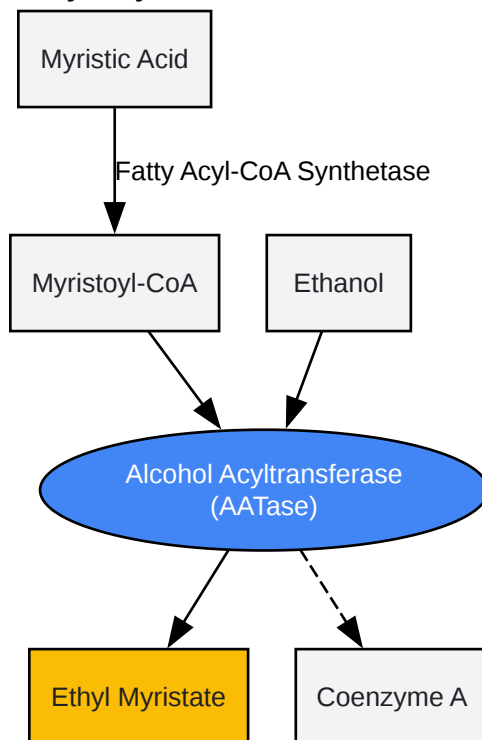 Myristic Acid
Fatty Acyl-CoA Synthetase
Myristoyl-CoA
Ethanol
Alcohol Acyltransferase
(AATase)
Ethyl Myristate
Coenzyme A